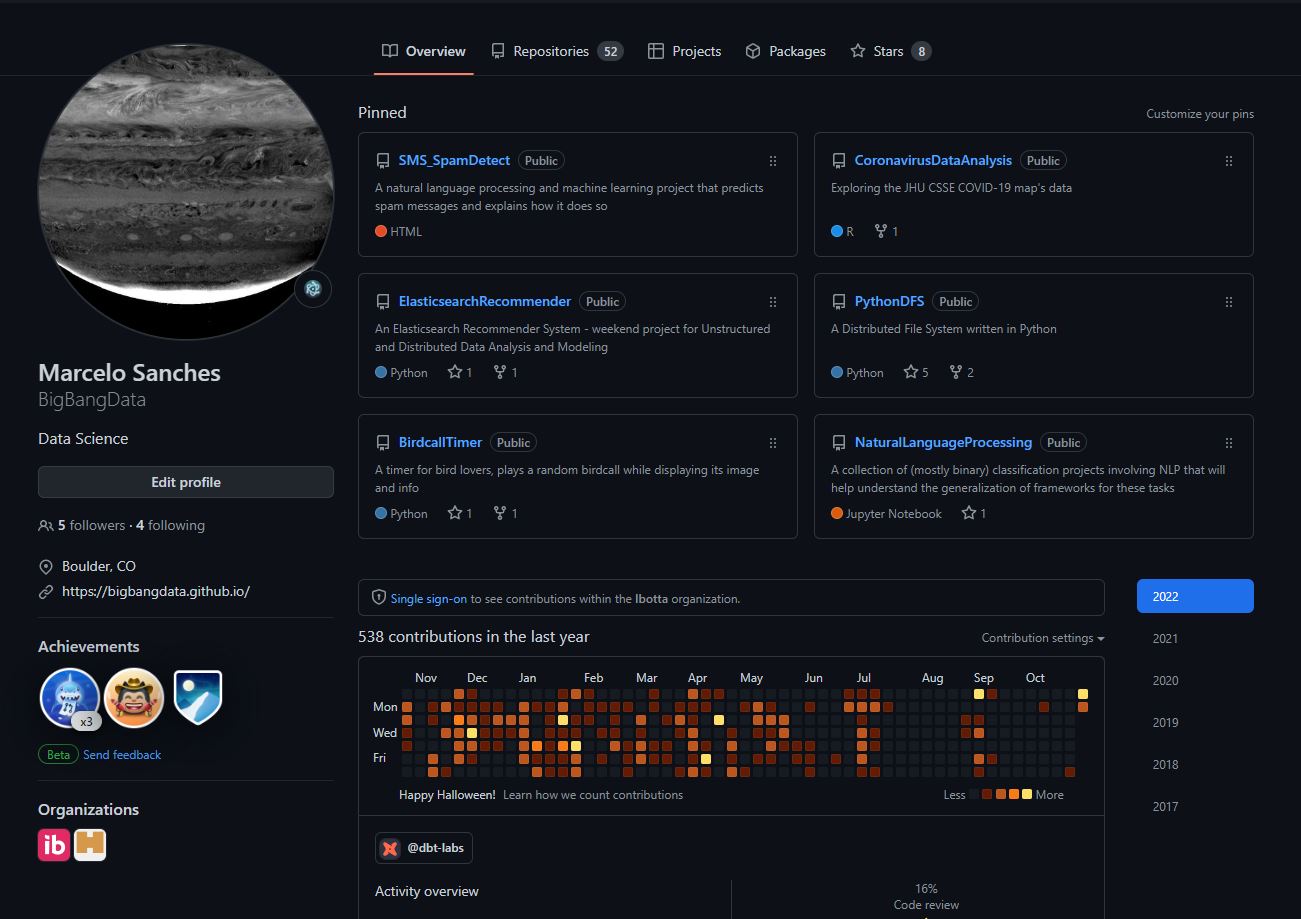 Overview Repositories 52 Projects Packages Stars 8
Marcelo Sanches
BigBangData
Data Science
Edit profile
5 followers · 4 following
Boulder, CO
https://bigbangdata.github.io/
Achievements
x3
Beta Send feedback
Organizations
ib
Pinned
Customize your pins
SMS_SpamDetect Public
A natural language processing and machine learning project that predicts
spam messages and explains how it does so
HTML
CoronavirusDataAnalysis Public
Exploring the JHU CSSE COVID-19 map's data
R 1
ElasticsearchRecommender Public
An Elasticsearch Recommender System - weekend project for Unstructured
and Distributed Data Analysis and Modeling
Python 1 1
PythonDFS Public
A Distributed File System written in Python
Python 5 2
BirdcallTimer Public
A timer for bird lovers, plays a random birdcall while displaying its image
and info
Python 1 1
NaturalLanguageProcessing Public
A collection of (mostly binary) classification projects involving NLP that will
help understand the generalization of frameworks for these tasks
Jupyter Notebook 1
Single sign-on to see contributions within the Ibotta organization.
538 contributions in the last year
Contribution settings
Nov Dec Jan Feb Mar Apr May Jun Jul Aug Sep Oct
Mon
Wed
Fri
Happy Halloween! Learn how we count contributions
Less More
@dbt-labs
Activity overview
16%
Code review
2022
2021
2020
2019
2018
2017